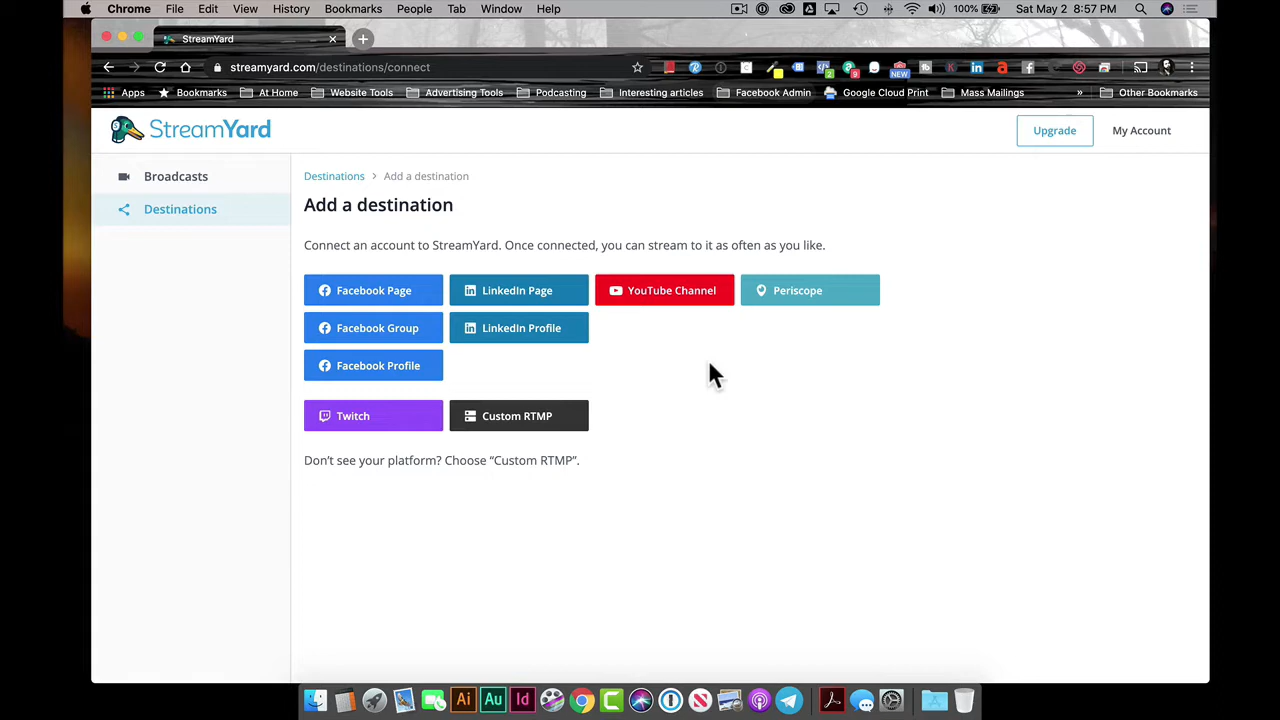 Chrome File Edit View History Bookmarks People Tab Window Help 100% Sat May 2 8:57 PM
StreamYard
streamyard.com/destinations/connect
Apps Bookmarks At Home Website Tools Advertising Tools Podcasting Interesting articles Facebook Admin Google Cloud Print Mass Mailings » Other Bookmarks
StreamYard Upgrade My Account
Broadcasts
Destinations
Destinations > Add a destination
Add a destination
Connect an account to StreamYard. Once connected, you can stream to it as often as you like.
Facebook Page LinkedIn Page YouTube Channel Periscope
Facebook Group LinkedIn Profile
Facebook Profile
Twitch Custom RTMP
Don’t see your platform? Choose “Custom RTMP”.
Ai Au Id